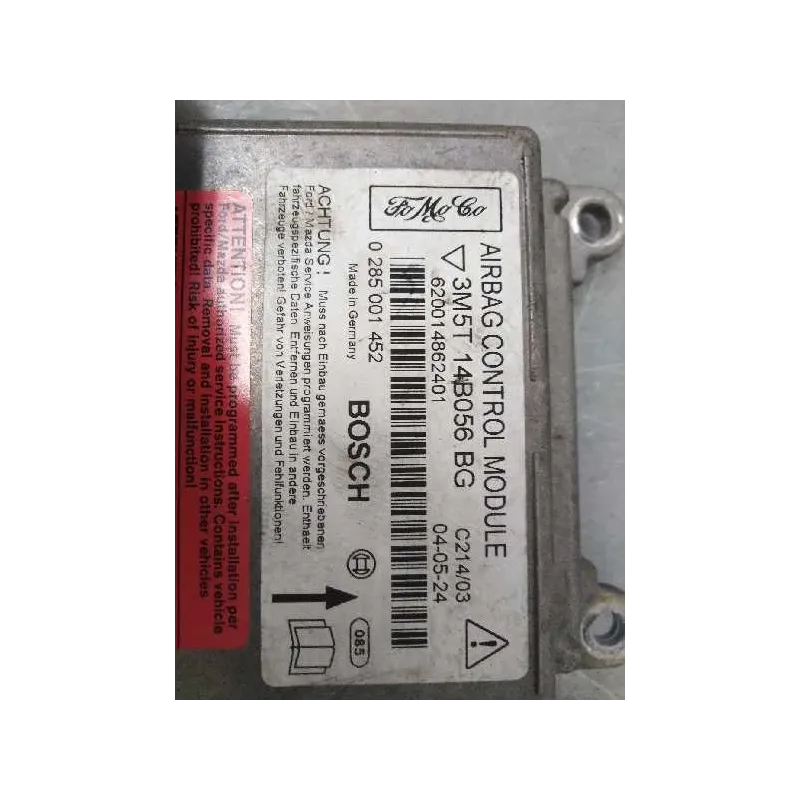 FoMoCo
AIRBAG CONTROL MODULE
3M5T 14B056 BG
C214/03
620014862401
04-05-24
0 285 001 452
Made in Germany
BOSCH
085
ACHTUNG ! Muss nach Einbau gemaess vorgeschriebenen
Ford / Mazda Service Anweisungen programmiert werden. Enthaelt
fahrzeugspezifische Daten. Entfernen und Einbau in andere
Fahrzeuge verboten! Gefahr von Verletzungen und Fehlfunktionen!
ATTENTION! Must be programmed after installation per
Ford/Mazda authorized service instructions. Contains vehicle
specific data. Removal and installation in other vehicles
prohibited! Risk of injury or malfunction!